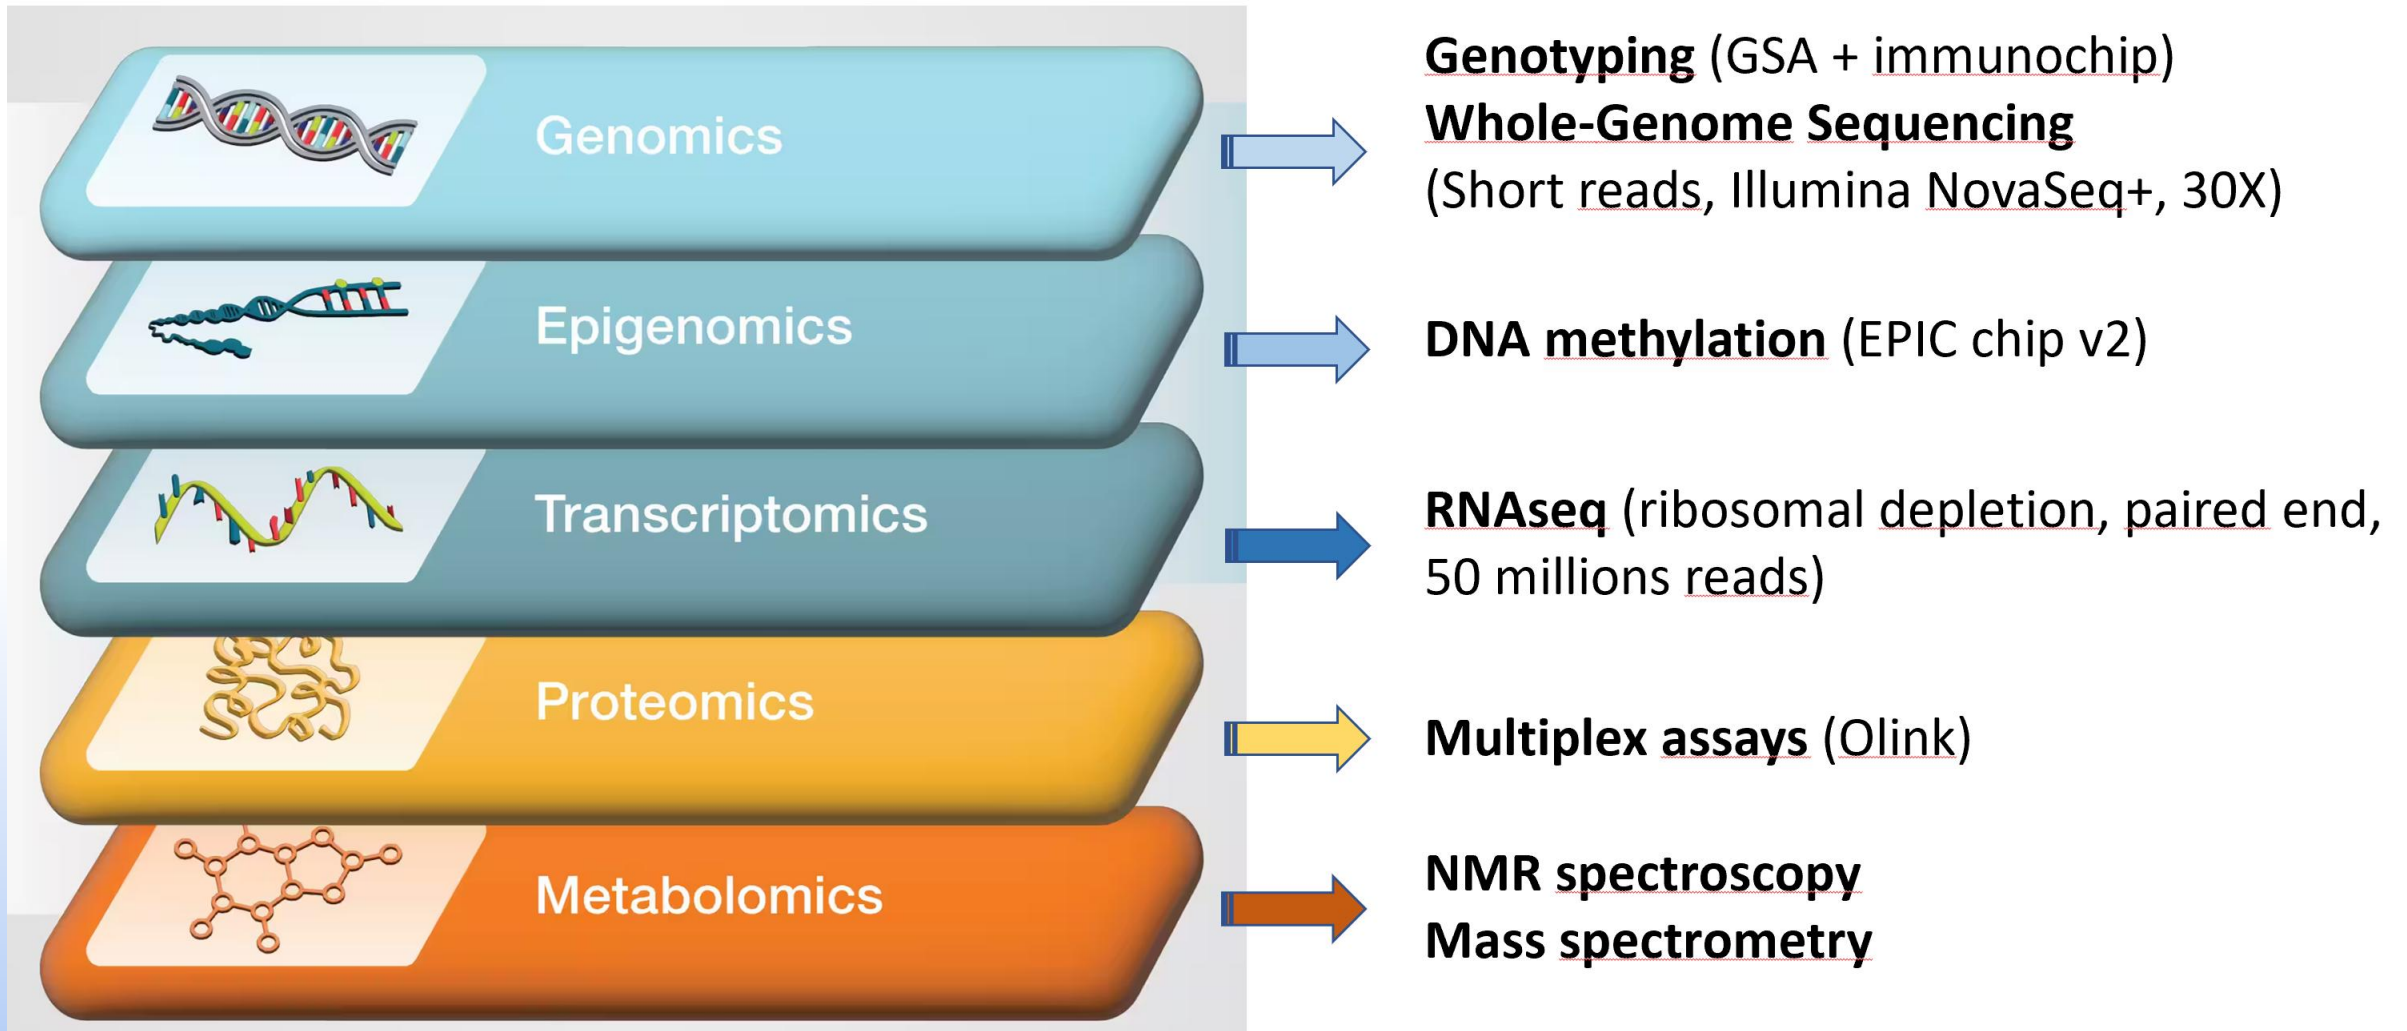 Genomics
Genotyping (GSA + immunochip)
Whole-Genome Sequencing
(Short reads, Illumina NovaSeq+, 30X)
Epigenomics
DNA methylation (EPIC chip v2)
Transcriptomics
RNAseq (ribosomal depletion, paired end,
50 millions reads)
Proteomics
Multiplex assays (Olink)
Metabolomics
NMR spectroscopy
Mass spectrometry